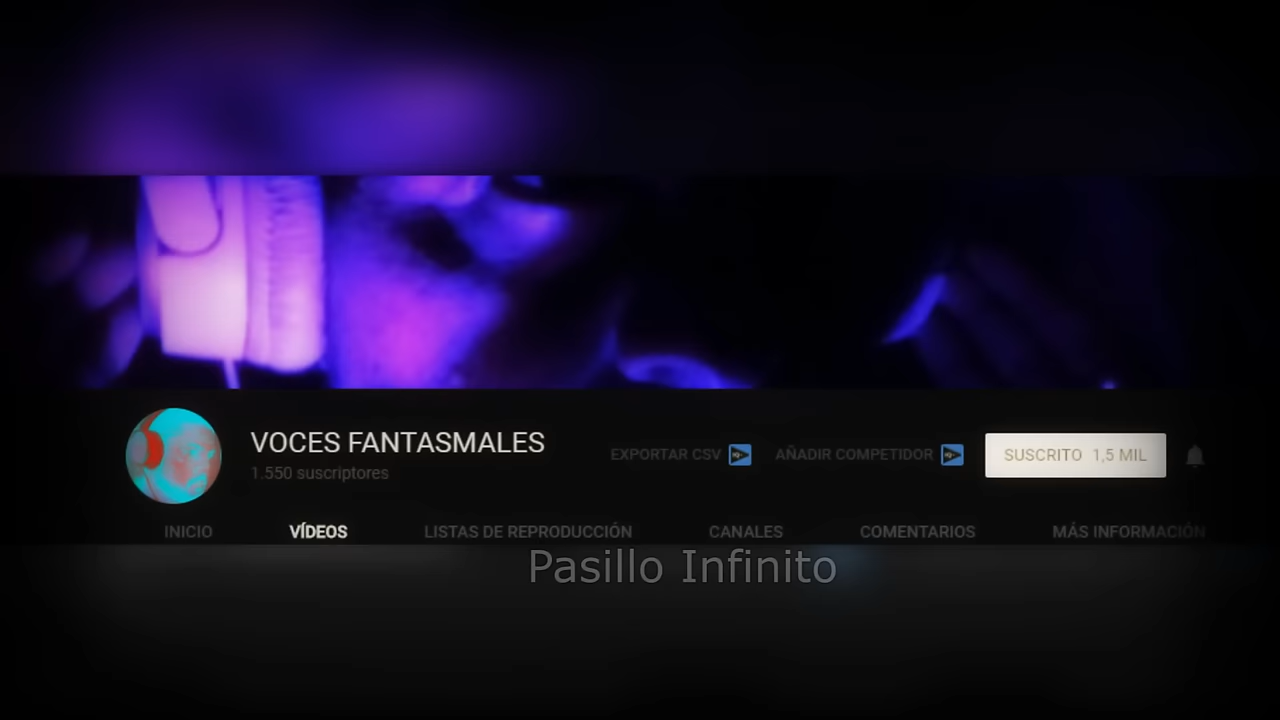 VOCES FANTASMALES
1.550 suscriptores
EXPORTAR CSV
AÑADIR COMPETIDOR
SUSCRITO 1,5 MIL
INICIO VÍDEOS LISTAS DE REPRODUCCIÓN CANALES COMENTARIOS MÁS INFORMACIÓN
Pasillo Infinito